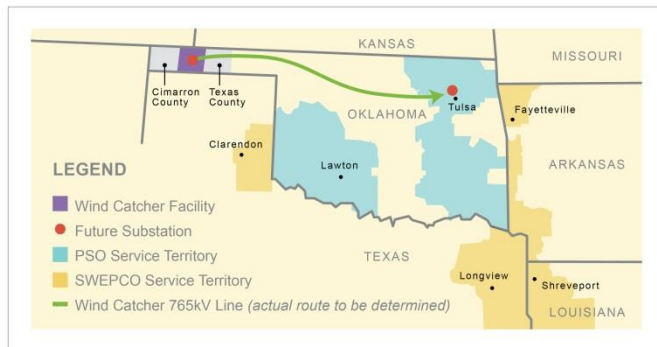 KANSAS
MISSOURI
Cimarron
County
Texas
County
OKLAHOMA
Tulsa
Fayetteville
Clarendon
ARKANSAS
Lawton
LEGEND
Wind Catcher Facility
Future Substation
PSO Service Territory
TEXAS
SWEPCO Service Territory
Longview
Shreveport
Wind Catcher 765kV Line (actual route to be determined)
LOUISIANA